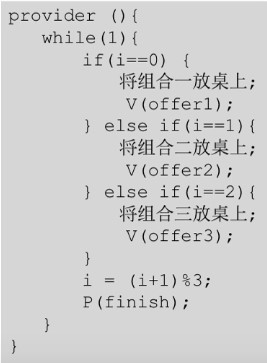 provider (){
while(1){
if(i==0) {
将组合一放桌上;
V(offer1);
} else if(i==1){
将组合二放桌上;
V(offer2);
} else if(i==2){
将组合三放桌上;
V(offer3);
}
i = (i+1)%3;
P(finish);
}
}